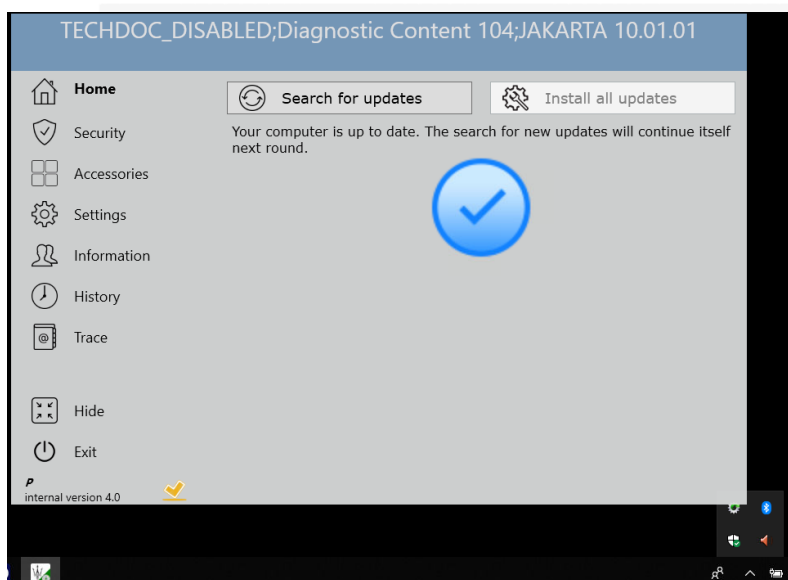 TECHDOC_DISABLED;Diagnostic Content 104;JAKARTA 10.01.01
Home
Search for updates
Install all updates
Security
Your computer is up to date. The search for new updates will continue itself
next round.
Accessories
Settings
Information
History
Trace
Hide
Exit
P
internal version 4.0